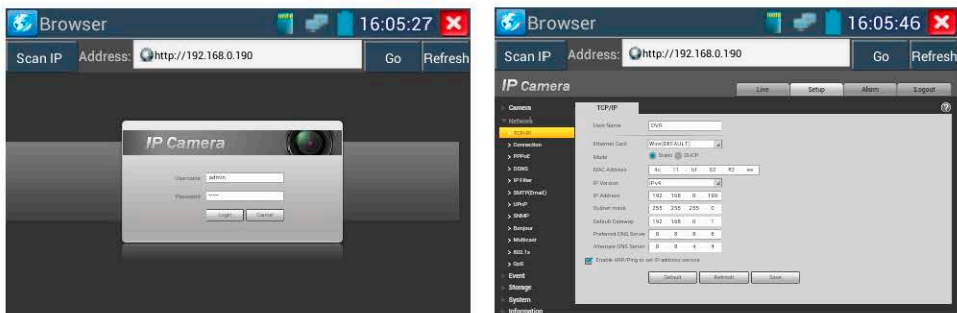 Browser 16:05:27
Scan IP Address: http://192.168.0.190 Go Refresh
IP Camera
Username: admin
Password:
Login Cancel
Browser 16:05:46
Scan IP Address: http://192.168.0.190 Go Refresh
IP Camera Live Setup Alarm Logout
Camera
Network
TCP/IP
Connection
PPPoE
DDNS
IP Filter
SMTP(Email)
UPnP
SNMP
Bonjour
Multicast
802.1x
QoS
Event
Storage
System
Information
TCP/IP
Host Name DVR
Ethernet Card Wire(DEFAULT)
Mode Static DHCP
MAC Address
IP Version IPv4
IP Address 192 168 0 190
Subnet mask 255 255 255 0
Default Gateway 192 168 0 1
Preferred DNS Server 8 8 8 8
Alternate DNS Server 8 8 4
Enable ARP/Ping to set IP address service
Default Refresh Save